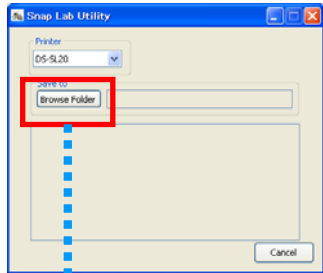 Snap Lab Utility
Printer
DS-SL20
Save to
Browse Folder
Cancel